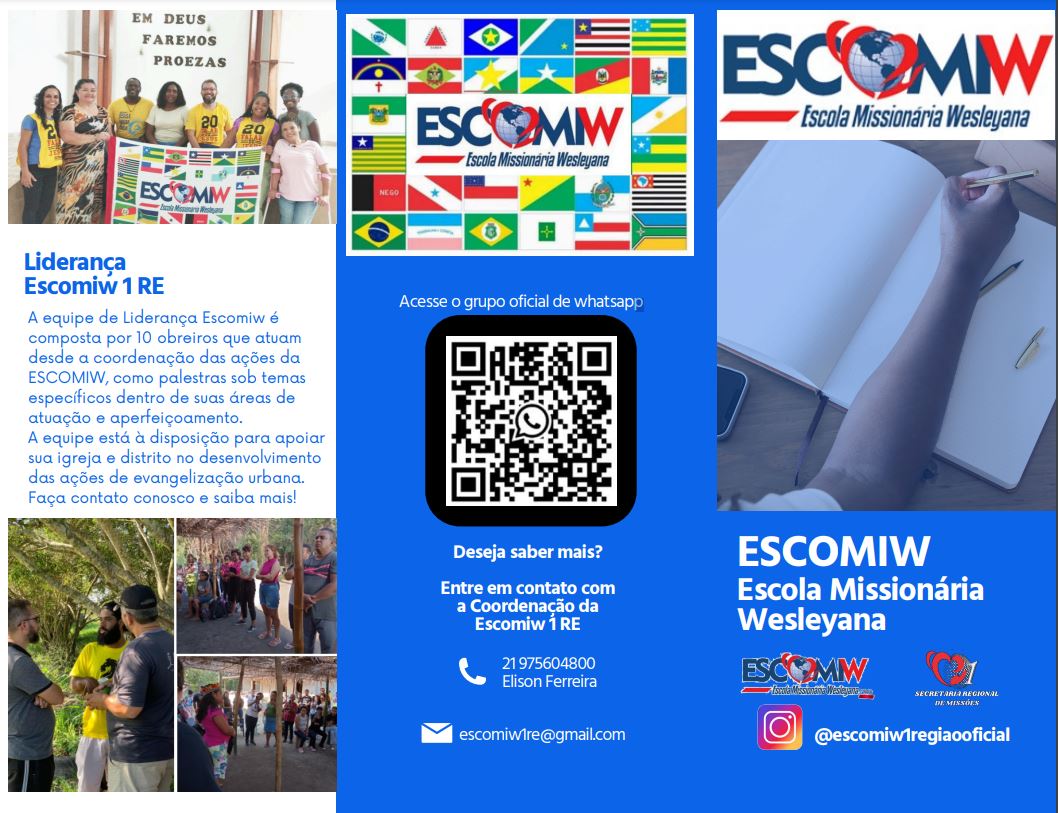 EM DEUS
FAREMOS
PROEZAS
20
20
20
ESCOMIW
Liderança
Escomiw 1 RE
A equipe de Liderança Escomiw é
composta por 10 obreiros que atuam
desde a coordenação das ações da
ESCOMIW, como palestras sob temas
específicos dentro de suas áreas de
atuação e aperfeiçoamento.
A equipe está à disposição para apoiar
sua igreja e distrito no desenvolvimento
das ações de evangelização urbana.
Faça contato conosco e saiba mais!
ESCOMIW
Escola Missionária Wesleyana
NEGO
Acesse o grupo oficial de whatsapp
Deseja saber mais?
Entre em contato com
a Coordenação da
Escomiw 1 RE
21 975604800
Elison Ferreira
escomiw1re@gmail.com
ESCOMIW
Escola Missionária Wesleyana
ESCOMIW
Escola Missionária
Wesleyana
ESCOMIW
Escola Missionária Wesleyana
1
SECRETARIA REGIONAL
DE MISSÕES
@escomiw1regiaooficial